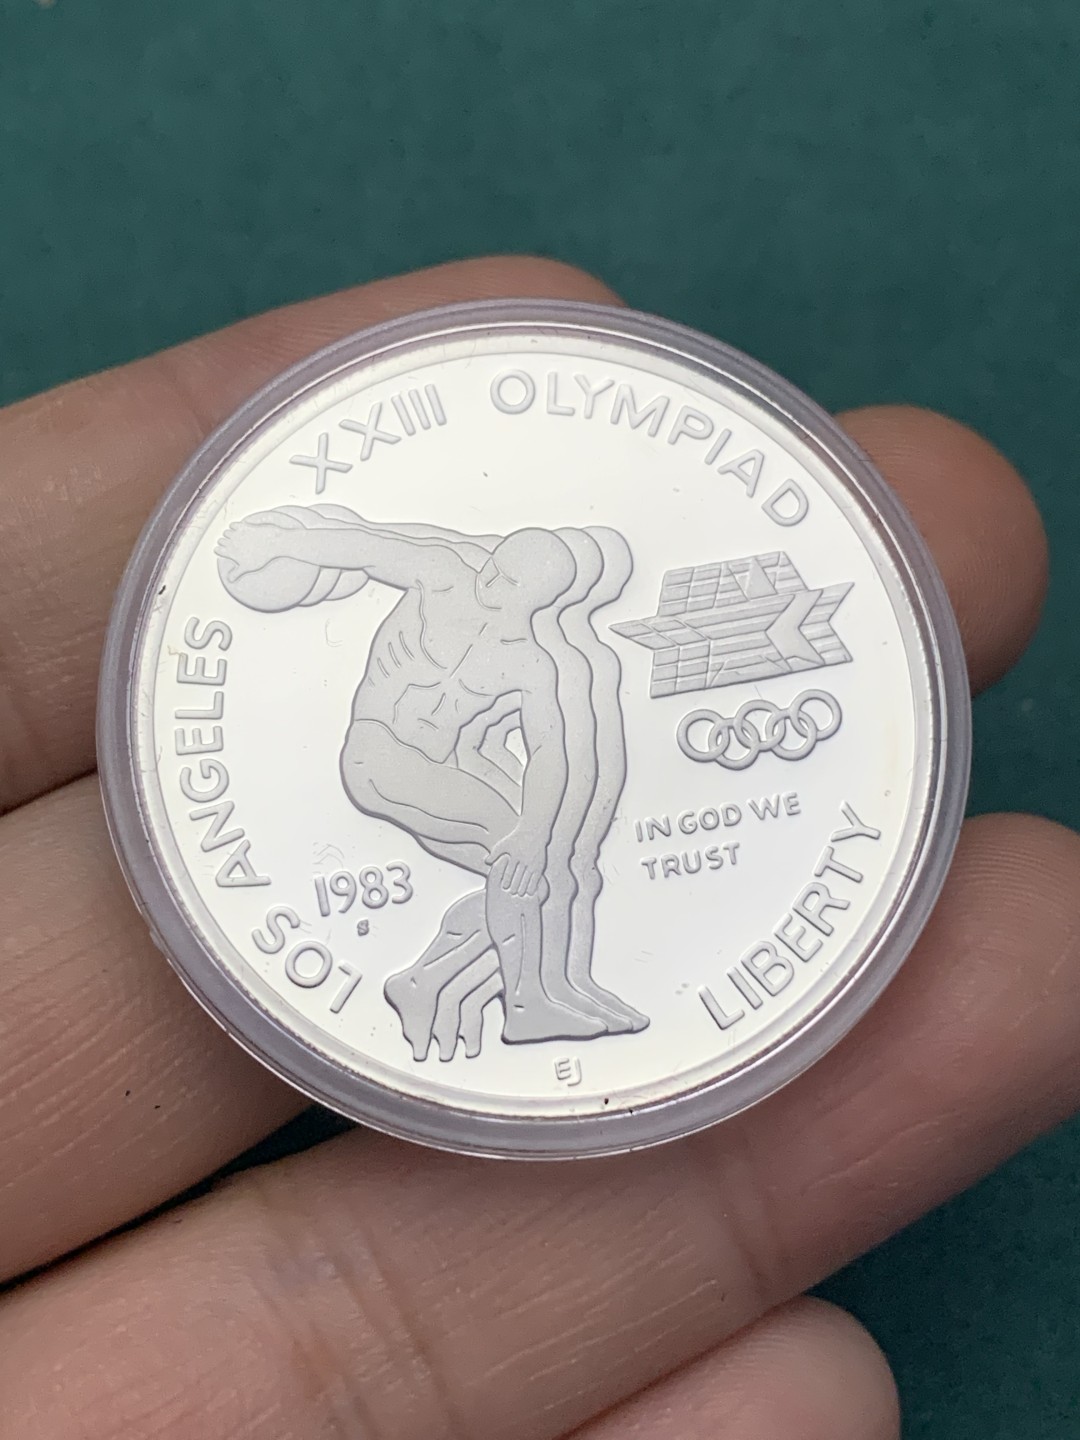 LOS ANGELES XXIII OLYMPIAD
IN GOD WE
TRUST
1983
S
LIBERTY
EJ